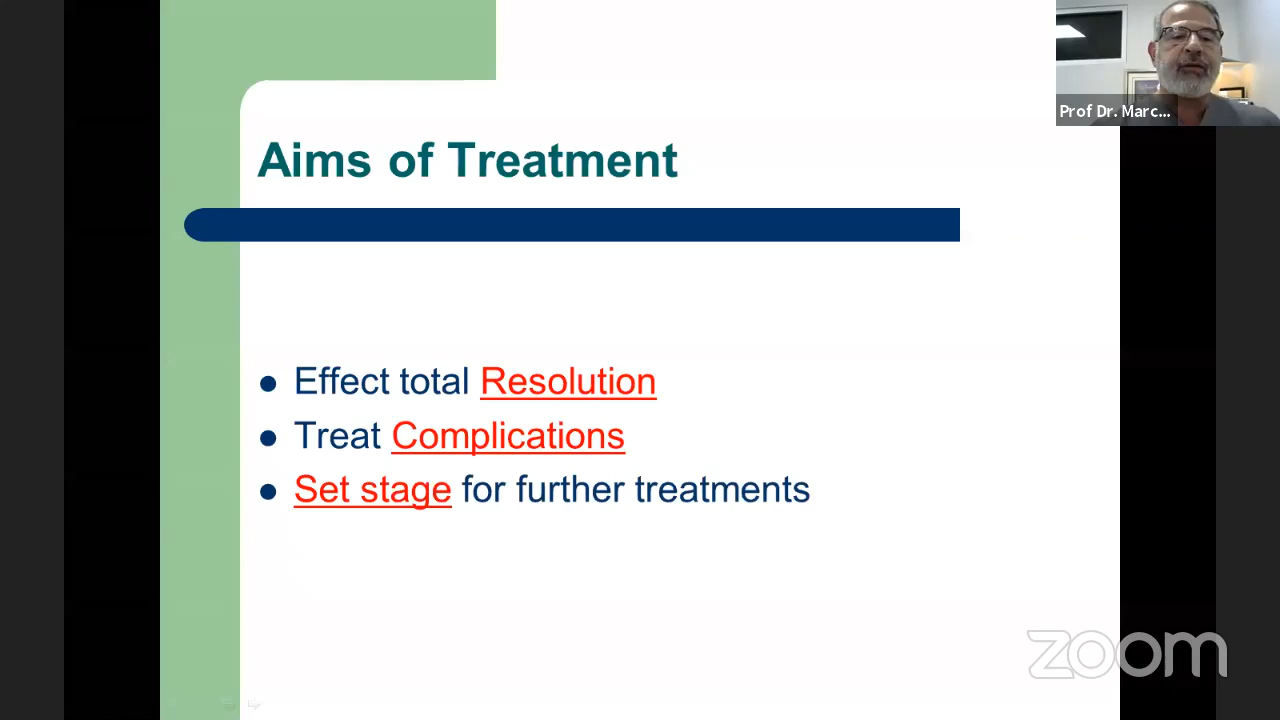 Prof Dr. Marc...
Aims of Treatment
Effect total Resolution
Treat Complications
Set stage for further treatments
zoom